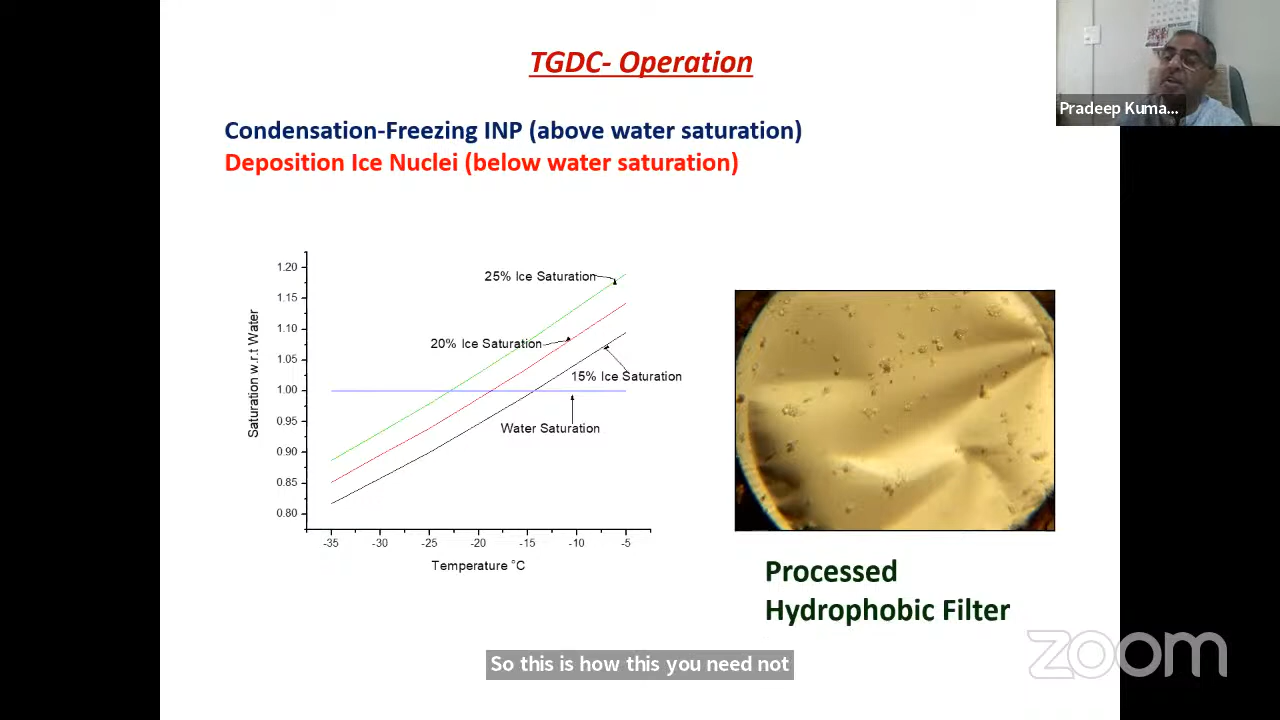 TGDC- Operation
Pradeep Kuma...
Condensation-Freezing INP (above water saturation)
Deposition Ice Nuclei (below water saturation)
1.20
1.15
1.10
1.05
1.00
0.95
0.90
0.85
0.80
Saturation w.r.t Water
25% Ice Saturation
20% Ice Saturation
15% Ice Saturation
Water Saturation
-35 -30 -25 -20 -15 -10 -5
Temperature °C
Processed
Hydrophobic Filter
So this is how this you need not
zoom